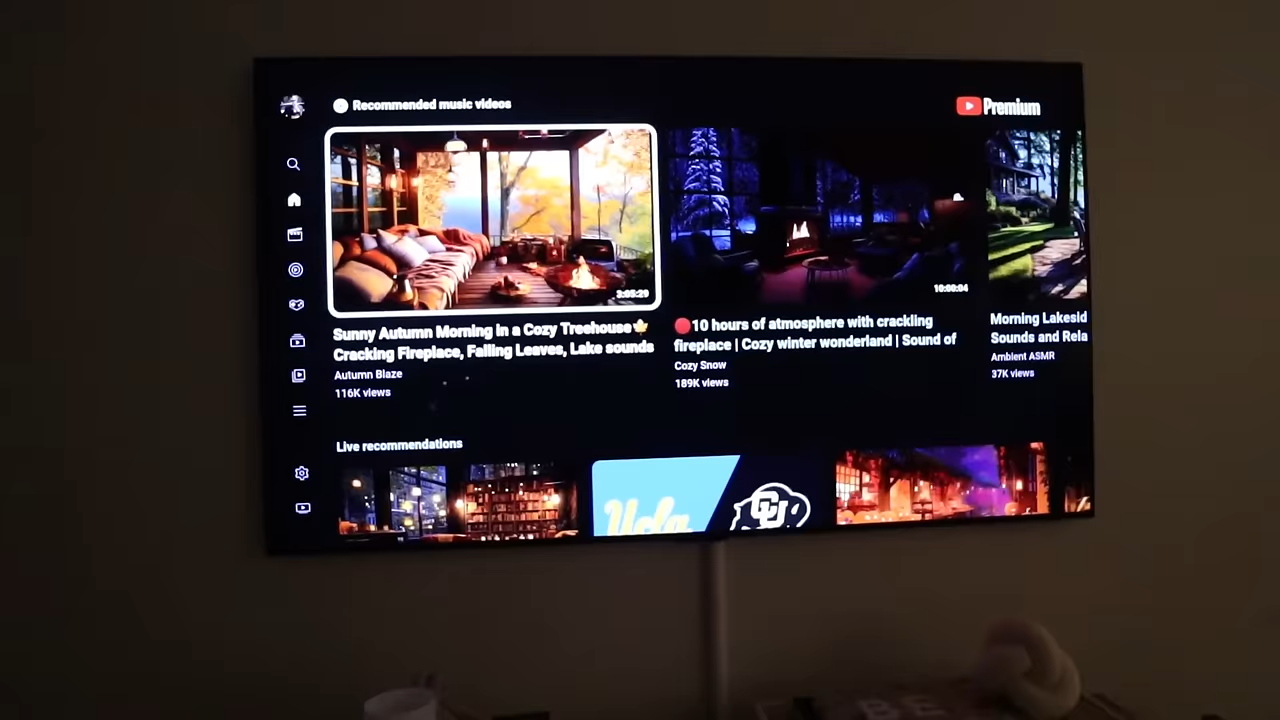 Recommended music videos
Premium
3:05:29
Sunny Autumn Morning in a Cozy Treehouse🍁
Cracking Fireplace, Falling Leaves, Lake sounds
Autumn Blaze
116K views
10:00:04
🔴10 hours of atmosphere with crackling
fireplace | Cozy winter wonderland | Sound of
Cozy Snow
189K views
Morning Lakesid
Sounds and Rela
Ambient ASMR
37K views
Live recommendations
Ucla
CU
BE